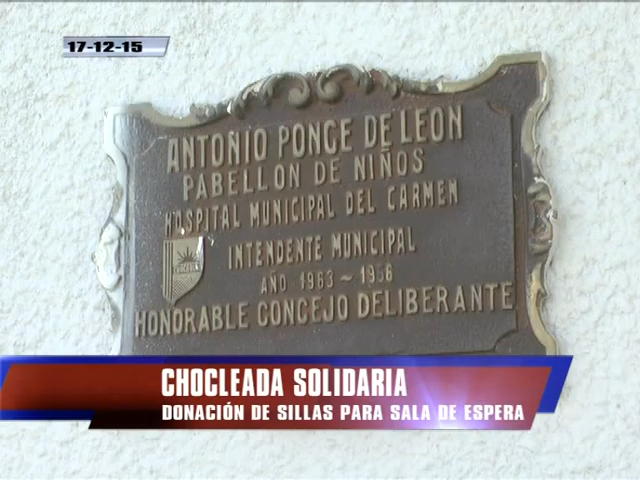 17-12-15
ANTONIO PONCE DE LEON
PABELLON DE NIÑOS
HOSPITAL MUNICIPAL DEL CARMEN
INTENDENTE MUNICIPAL
AÑO 1963 ~ 1966
HONORABLE CONCEJO DELIBERANTE
CHOCLEADA SOLIDARIA
DONACIÓN DE SILLAS PARA SALA DE ESPERA